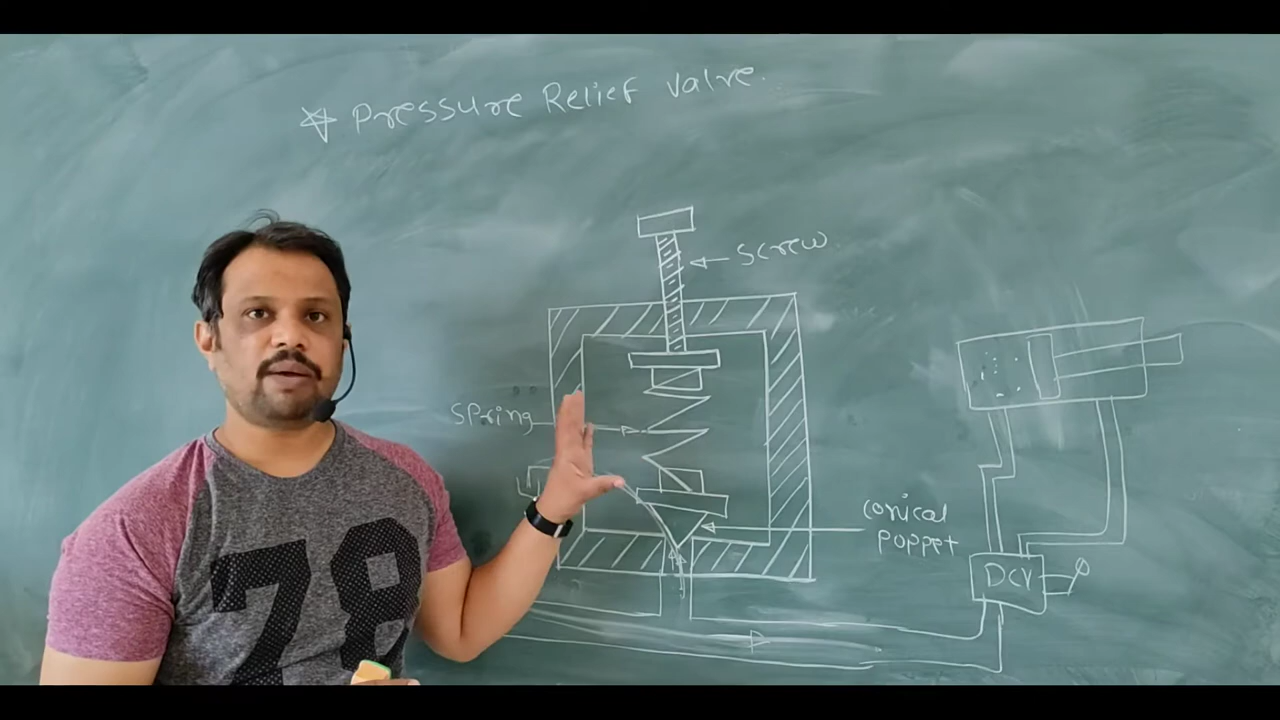 Pressure Relief Valve.
Screw
Spring
conical
poppet
DCV
78